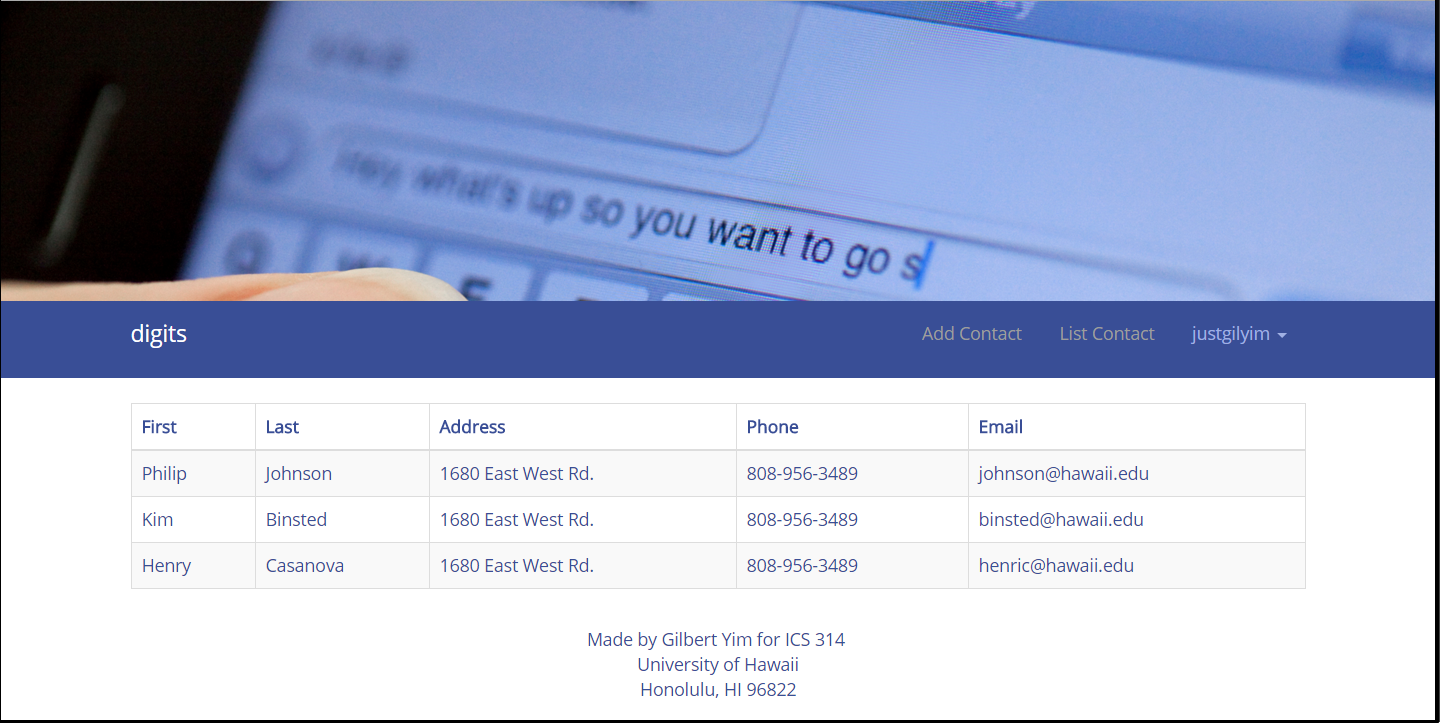 Hey what's up so you want to go s
digits Add Contact List Contact justgilyim
First Last Address Phone Email
Philip Johnson 1680 East West Rd. 808-956-3489 johnson@hawaii.edu
Kim Binsted 1680 East West Rd. 808-956-3489 binsted@hawaii.edu
Henry Casanova 1680 East West Rd. 808-956-3489 henric@hawaii.edu
Made by Gilbert Yim for ICS 314
University of Hawaii
Honolulu, HI 96822